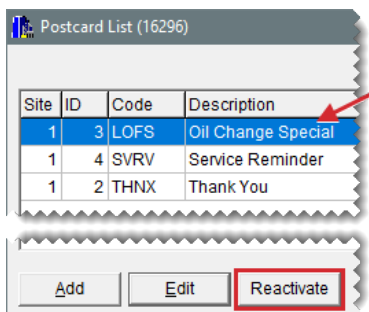 Postcard List (16296)
Site ID Code Description
1 3 LOFS Oil Change Special
1 4 SVRV Service Reminder
1 2 THNX Thank You
Add Edit Reactivate